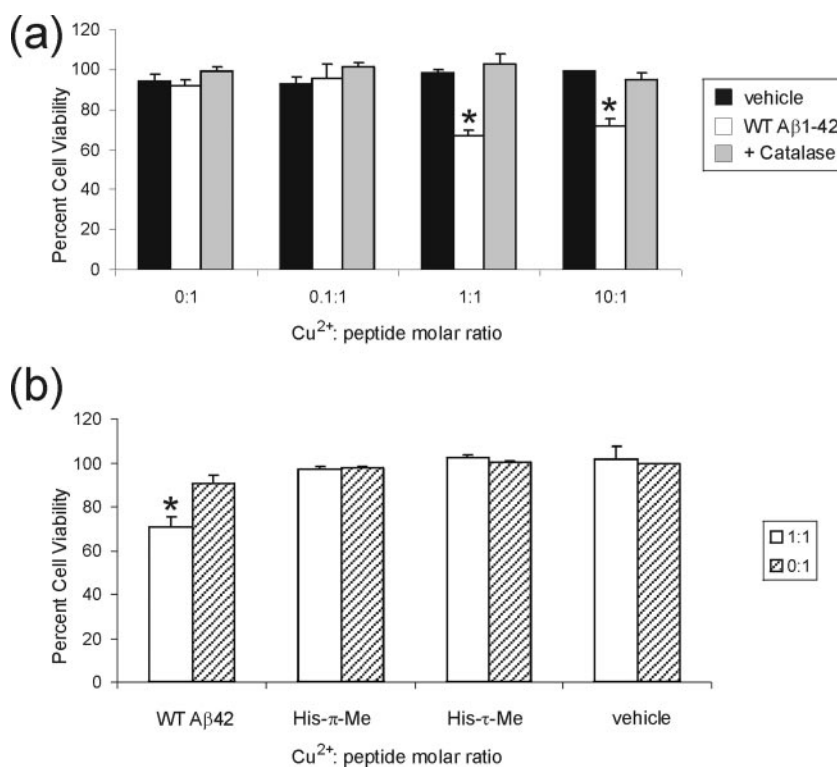 (a)
120
100
80
60
40
20
0
Percent Cell Viability
* *
0:1 0.1:1 1:1 10:1
Cu2+: peptide molar ratio
vehicle
WT Aβ1-42
+ Catalase
(b)
120
100
80
60
40
20
0
Percent Cell Viability
*
WT Aβ42 His-π-Me His-τ-Me vehicle
Cu2+: peptide molar ratio
1:1
0:1